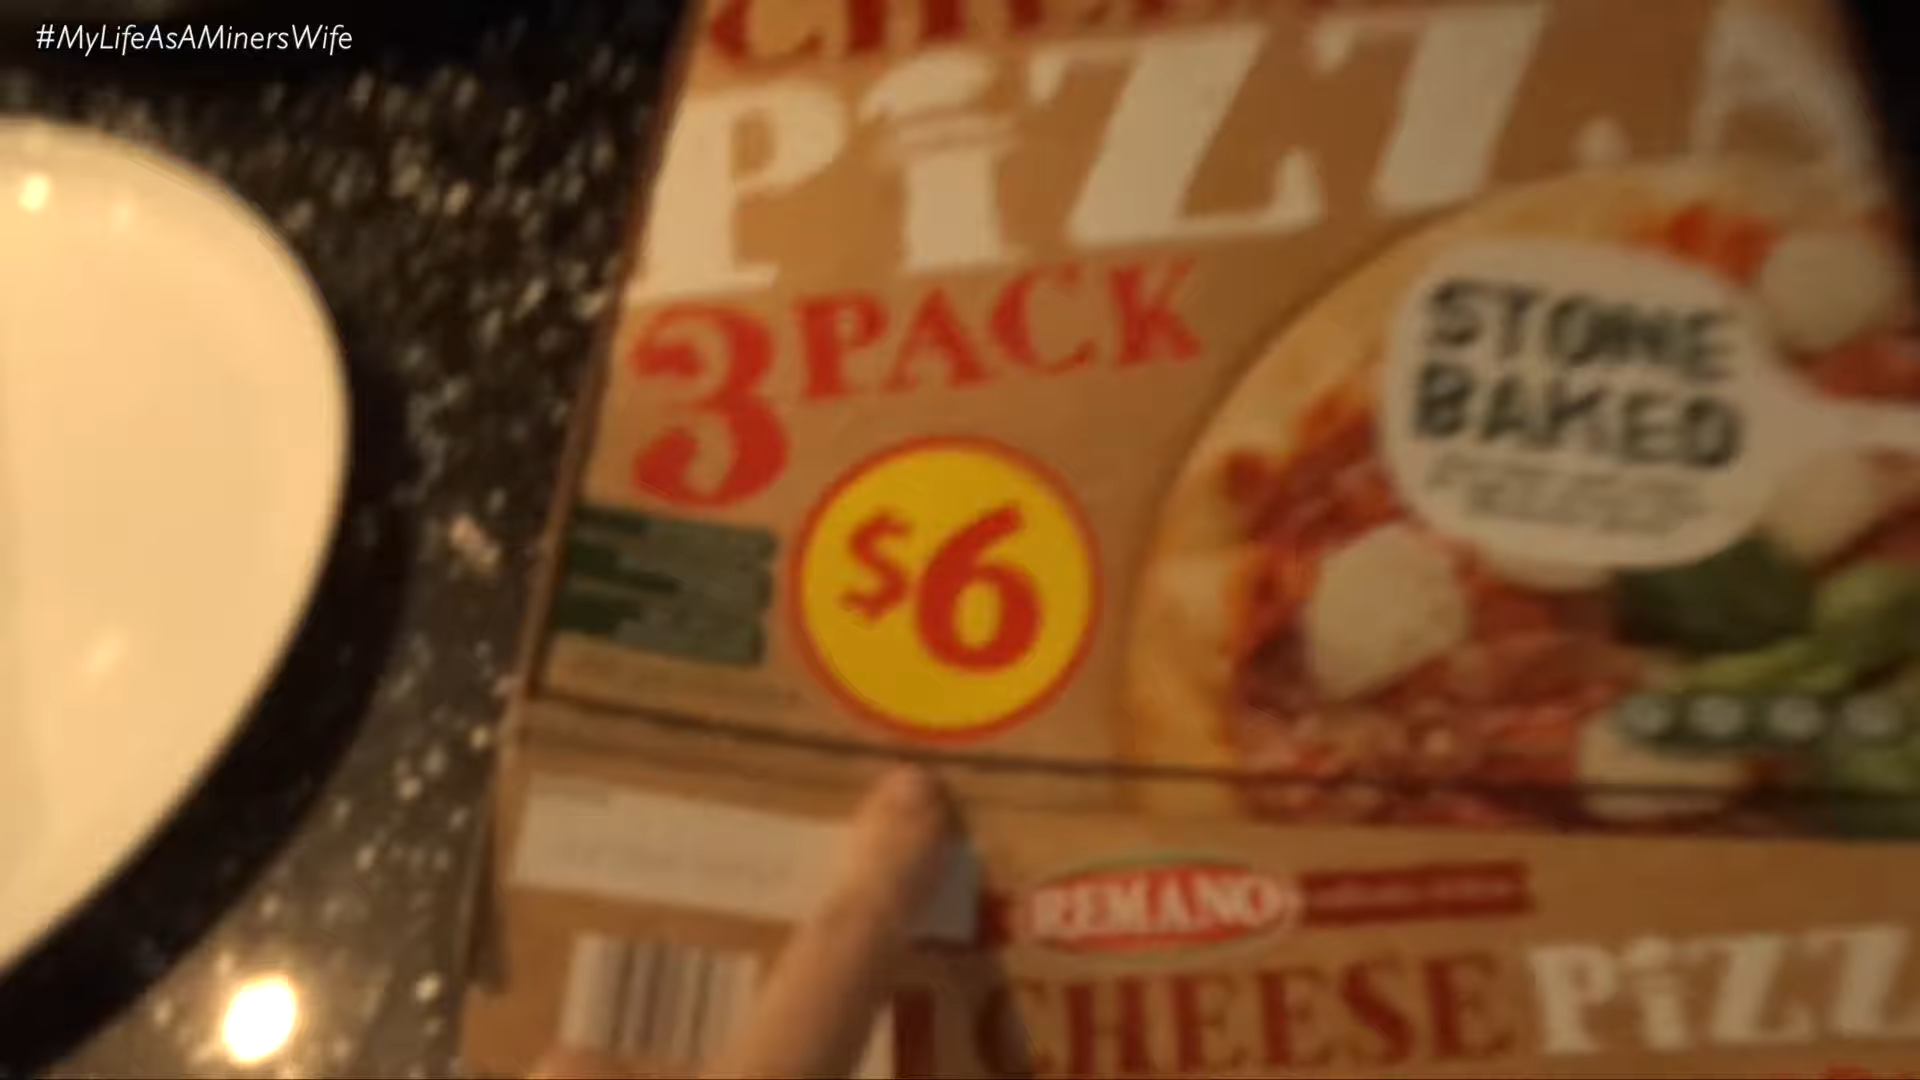 #MyLifeAsAMinersWife
PiZZ
3 PACK
STONE
BAKED
$6
REMANO
CHEESE PiZZ